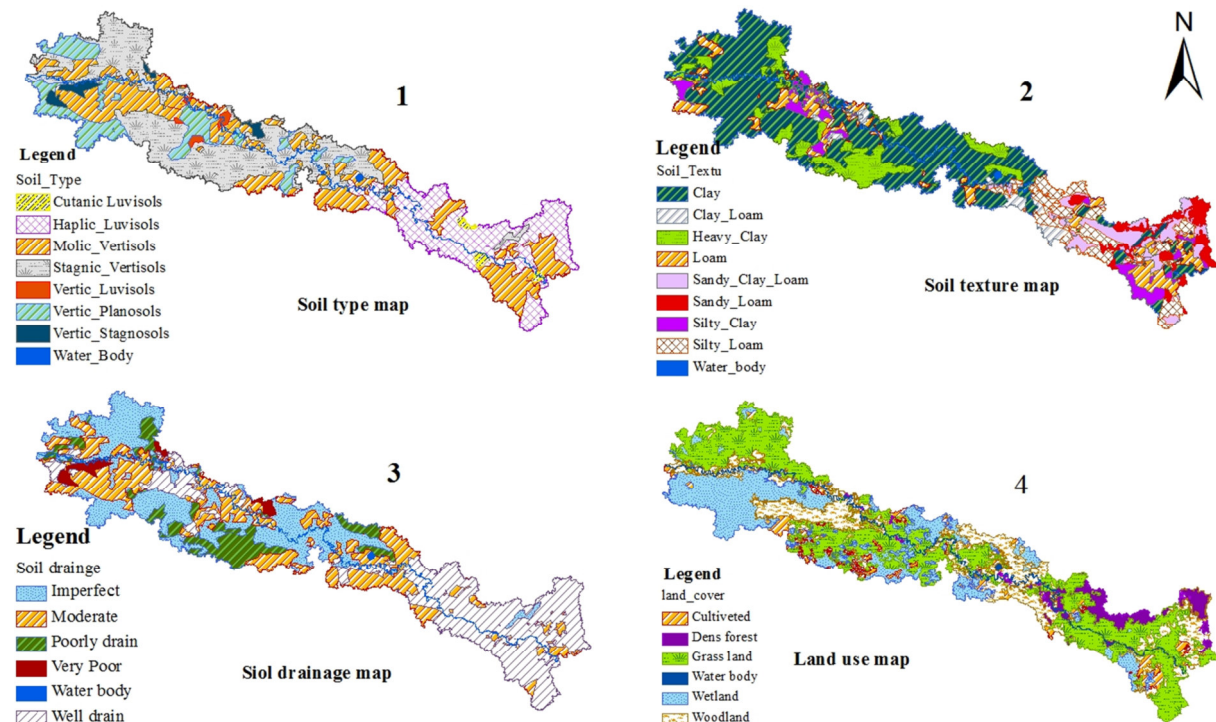 1
Legend
Soil_Type
Cutanic Luvisols
Haplic_Luvisols
Molic_Vertisols
Stagnic_Vertisols
Vertic_Luvisols
Vertic_Planosols
Vertic_Stagnosols
Water_Body
Soil type map
N
2
Legend
Soil_Textu
Clay
Clay_Loam
Heavy_Clay
Loam
Sandy_Clay_Loam
Sandy_Loam
Silty_Clay
Silty_Loam
Water_body
Soil texture map
3
Legend
Soil drainge
Imperfect
Moderate
Poorly drain
Very Poor
Water body
Well drain
Siol drainage map
4
Legend
land_cover
Cultiveted
Dens forest
Grass land
Water body
Wetland
Woodland
Land use map